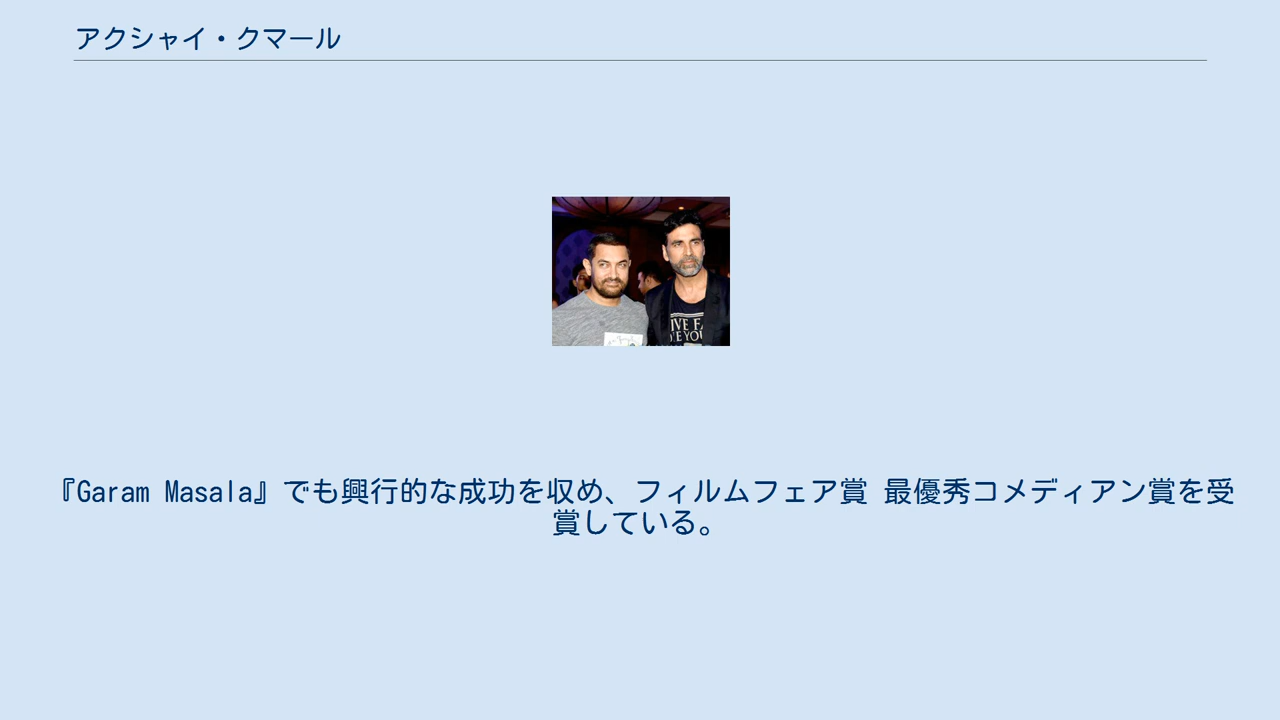 アクシャイ・クマール
『Garam Masala』でも興行的な成功を収め、フィルムフェア賞 最優秀コメディアン賞を受
賞している。